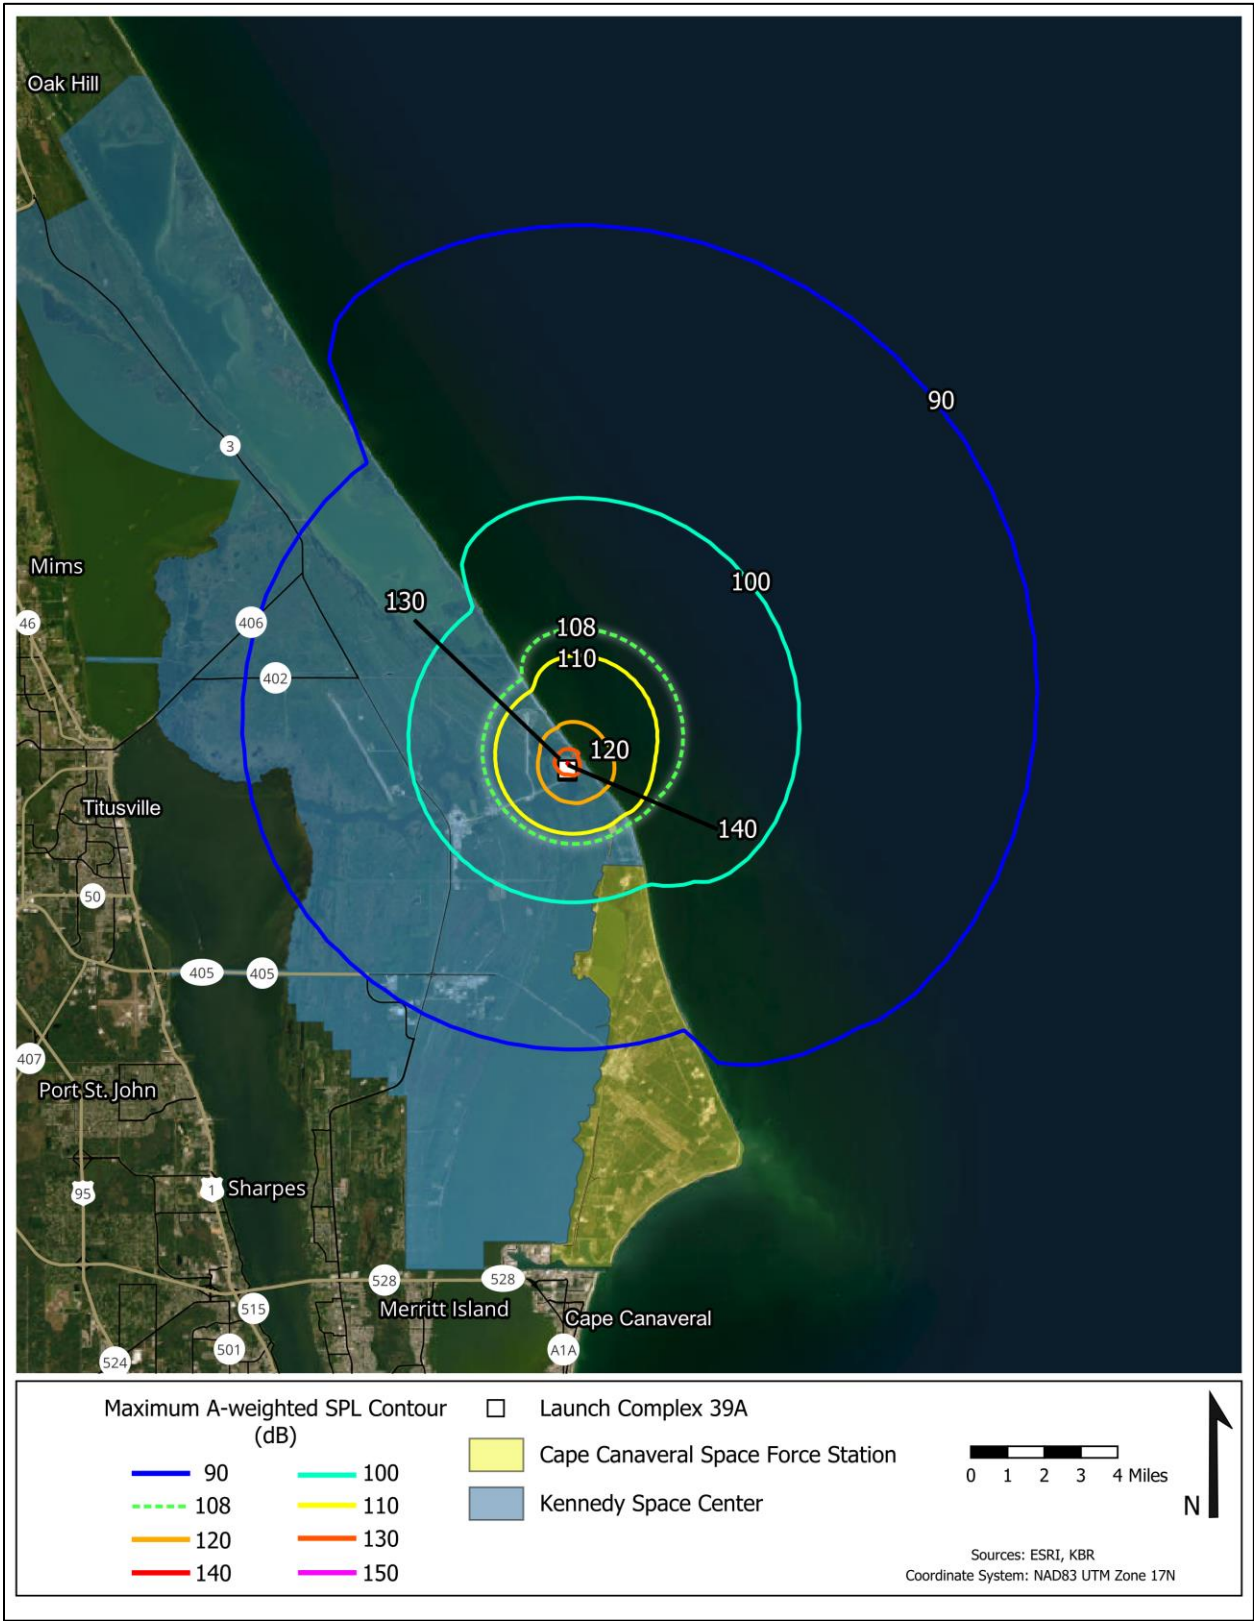 Oak Hill
90
3
Mims
100
130
46
406
108
110
402
120
Titusville
140
50
405
405
407
Port St. John
95
1
Sharpes
528
528
515
Merritt Island
Cape Canaveral
501
A1A
524
Maximum A-weighted SPL Contour
(dB)
90
100
108
110
120
130
140
150
Launch Complex 39A
Cape Canaveral Space Force Station
Kennedy Space Center
0 1 2 3 4 Miles
N
Sources: ESRI, KBR
Coordinate System: NAD83 UTM Zone 17N